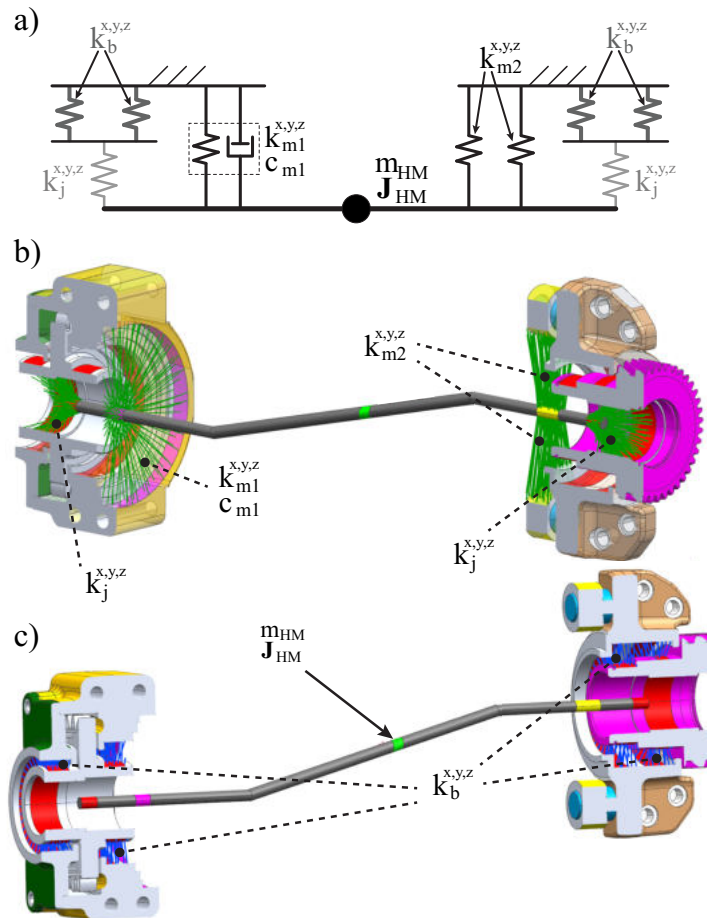 a)
k_b^{x,y,z} k_{m2}^{x,y,z} k_b^{x,y,z}
k_{m1}^{x,y,z}
c_{m1}
k_j^{x,y,z} m_{HM} k_j^{x,y,z}
J_{HM}
b)
k_{m2}^{x,y,z}
k_{m1}^{x,y,z}
c_{m1}
k_j^{x,y,z}
k_j^{x,y,z}
c)
m_{HM}
J_{HM}
k_b^{x,y,z}